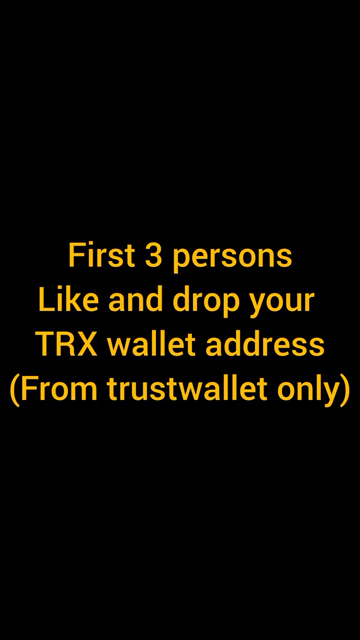 First 3 persons
Like and drop your
TRX wallet address
(From trustwallet only)